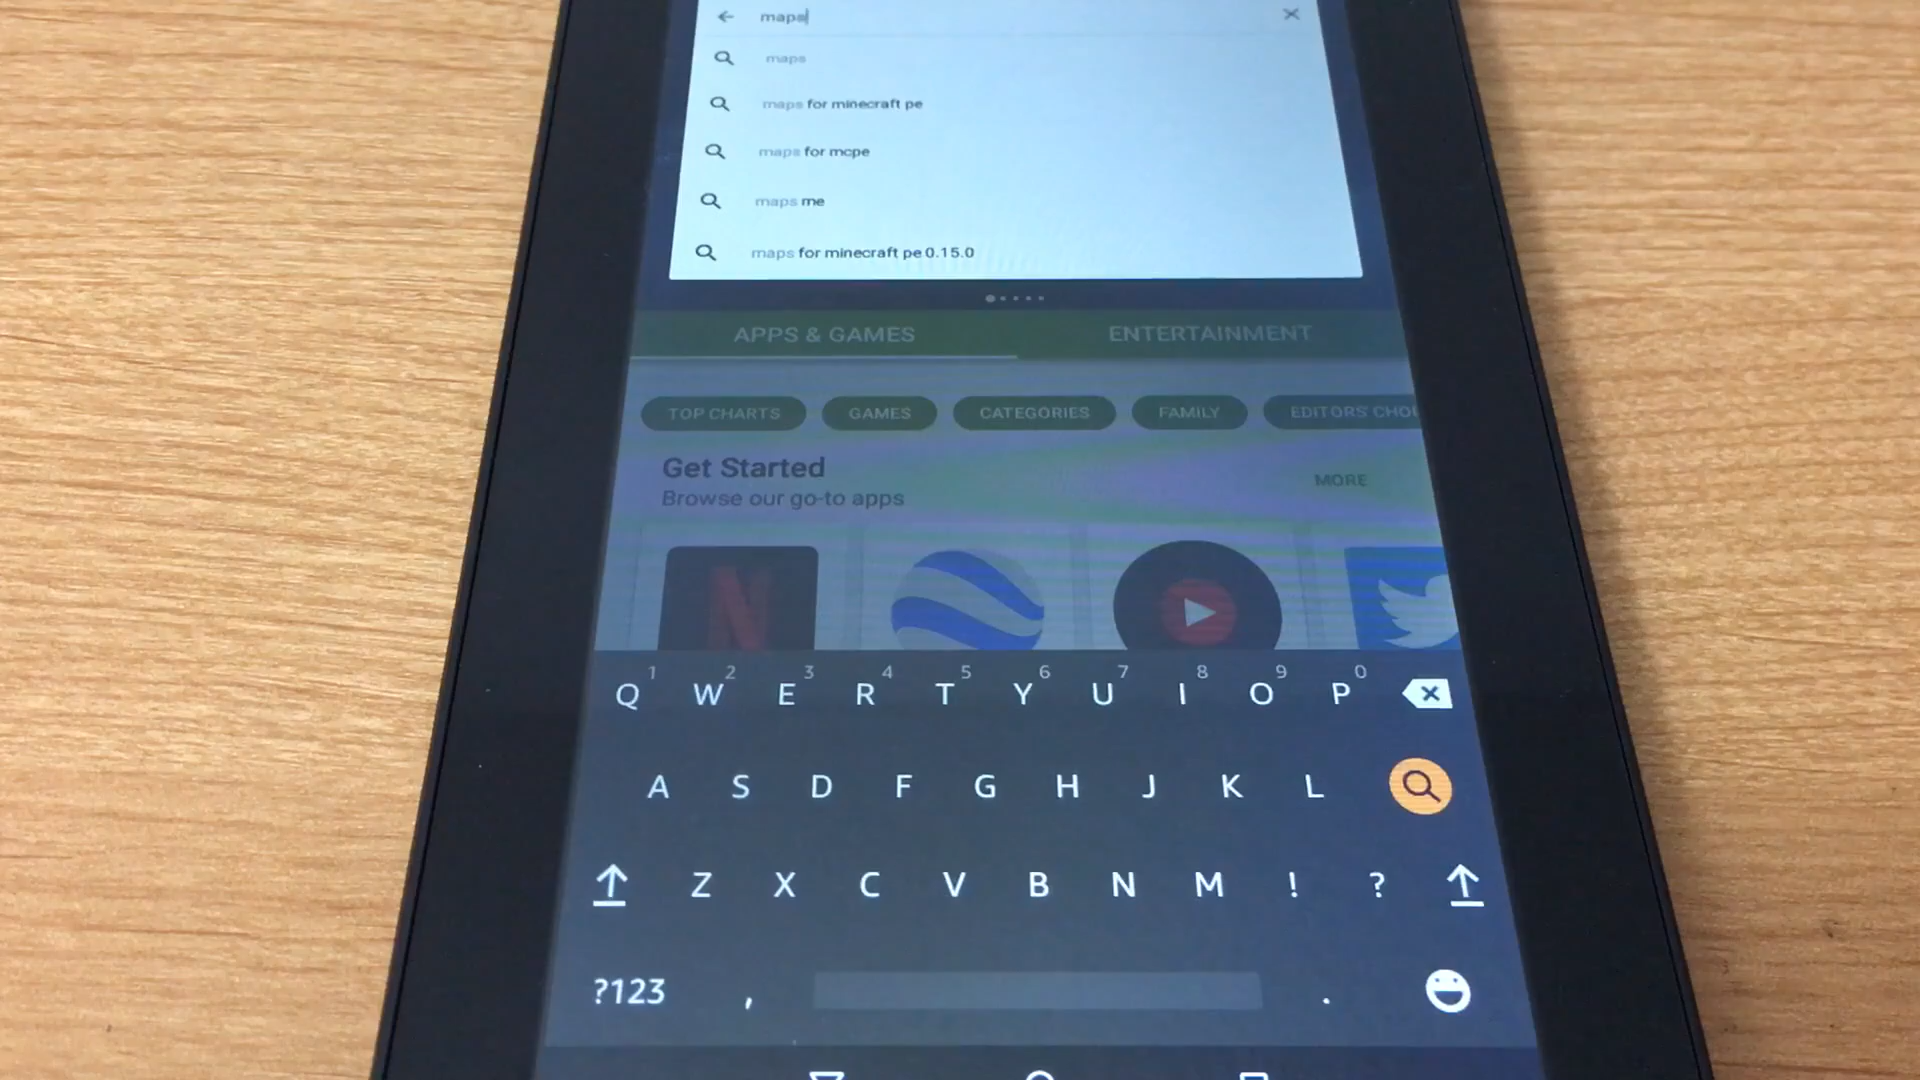 maps
maps
maps for minecraft pe
maps for mcpe
maps me
maps for minecraft pe 0.15.0
APPS & GAMES ENTERTAINMENT
TOP CHARTS GAMES CATEGORIES FAMILY EDITORS' CHOI
Get Started
MORE
Browse our go-to apps
N
1 2 3 4 5 6 7 8 9 0
Q W E R T Y U I O P
A S D F G H J K L
Z X C V B N M ! ?
?123 , .